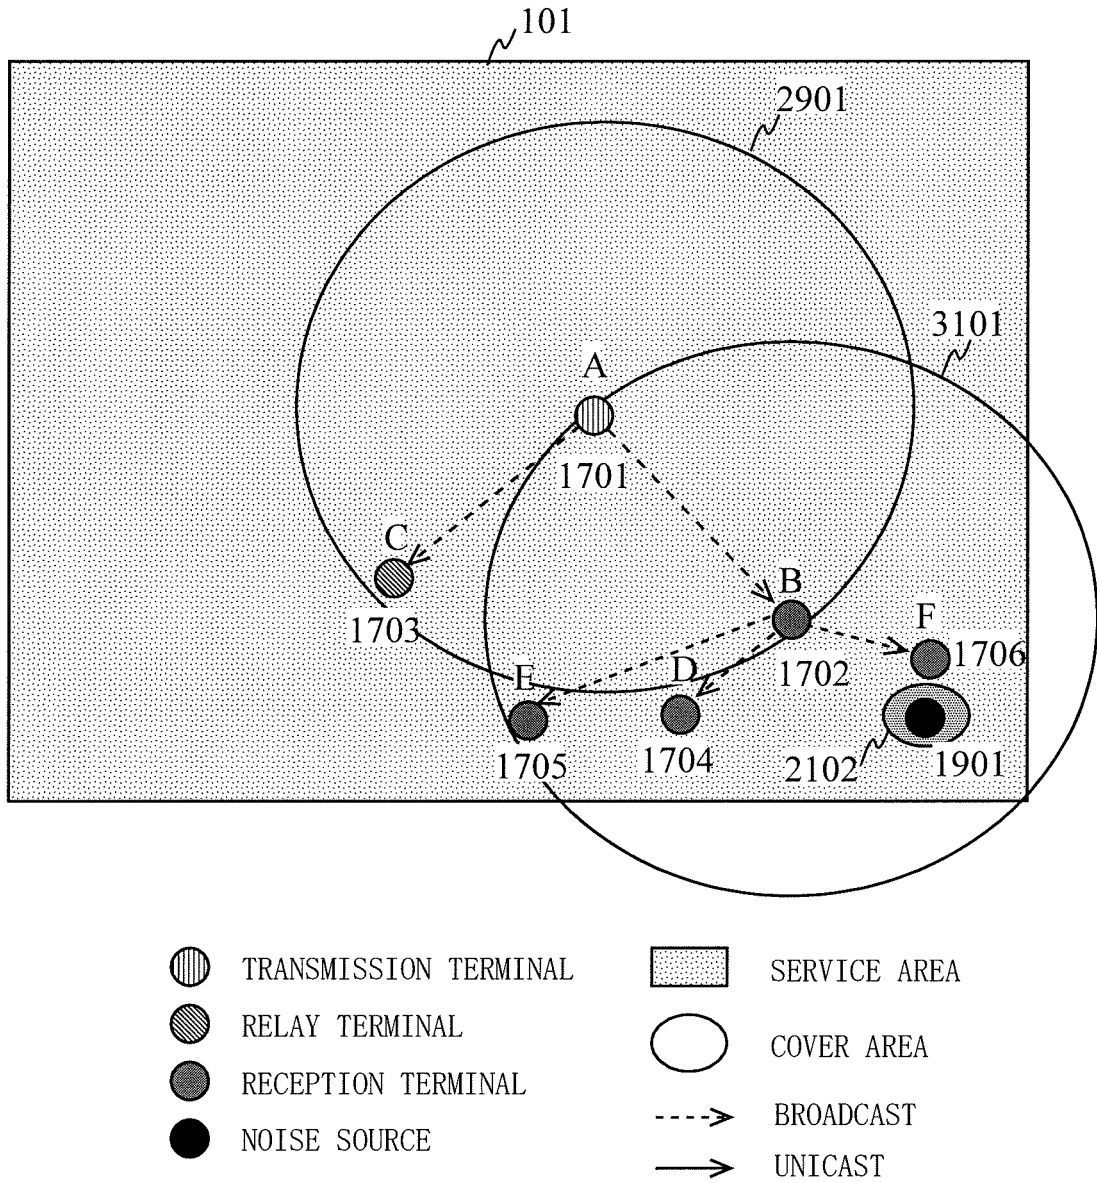 101
2901
3101
A
1701
C
1703
B
1702
F
1706
E
1705
D
1704
2102
1901
TRANSMISSION TERMINAL
RELAY TERMINAL
RECEPTION TERMINAL
NOISE SOURCE
SERVICE AREA
COVER AREA
BROADCAST
UNICAST